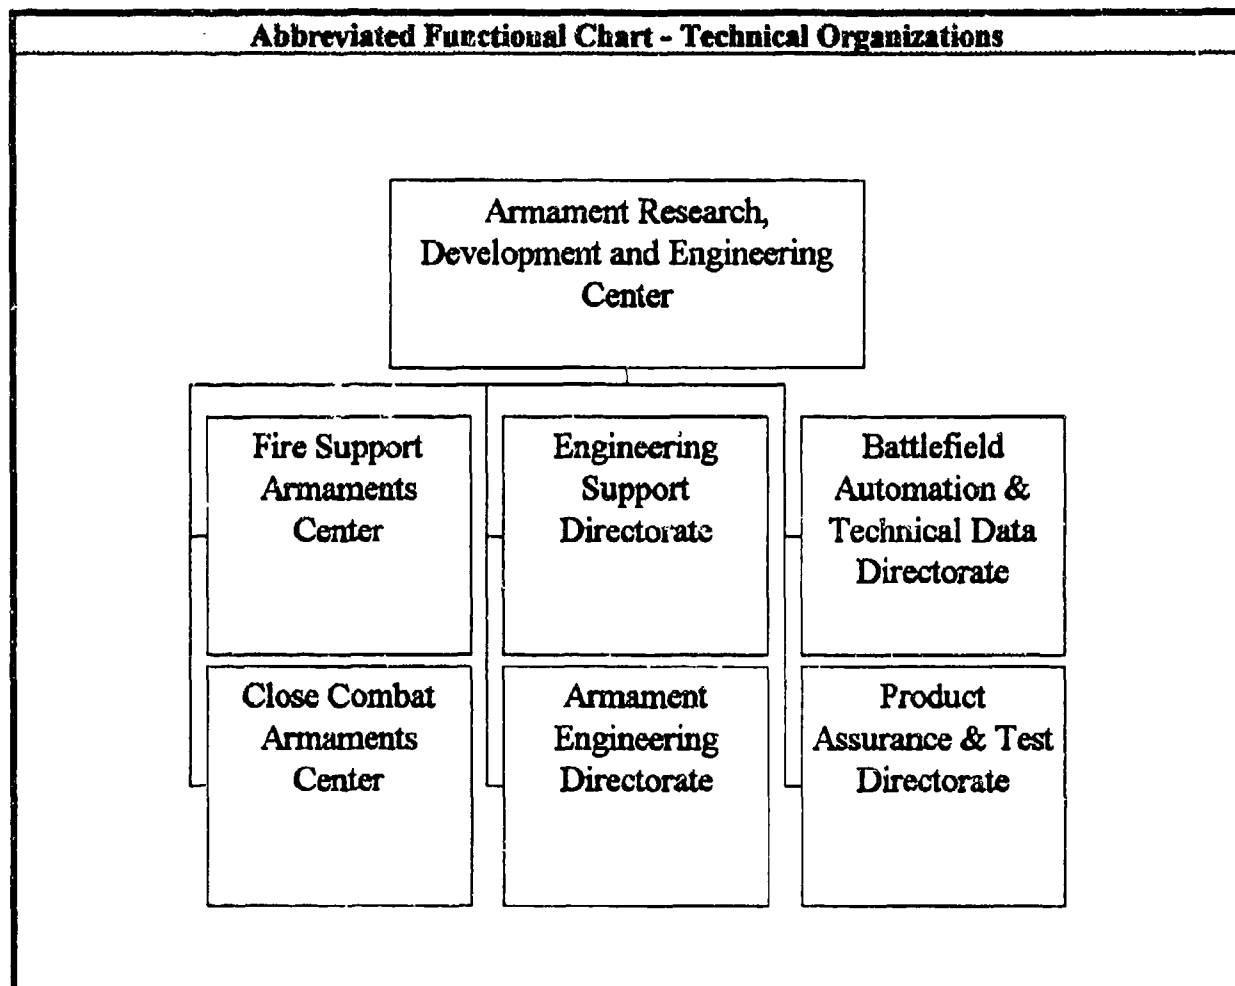 Abbreviated Functional Chart - Technical Organizations
Armament Research,
Development and Engineering
Center
Fire Support
Armaments
Center
Engineering
Support
Directorate
Battlefield
Automation &
Technical Data
Directorate
Close Combat
Armaments
Center
Armament
Engineering
Directorate
Product
Assurance & Test
Directorate